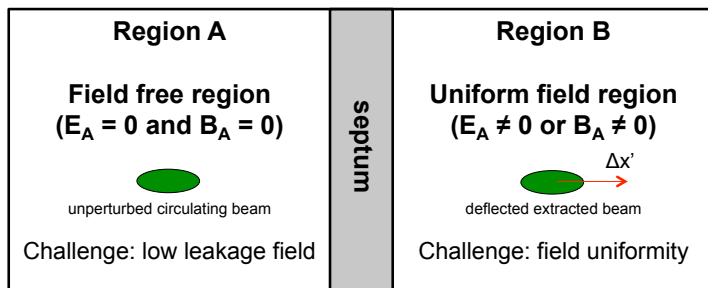 Region A
Field free region
(E_A = 0 and B_A = 0)
unperturbed circulating beam
Challenge: low leakage field
septum
Region B
Uniform field region
(E_A ≠ 0 or B_A ≠ 0)
Δx’
deflected extracted beam
Challenge: field uniformity